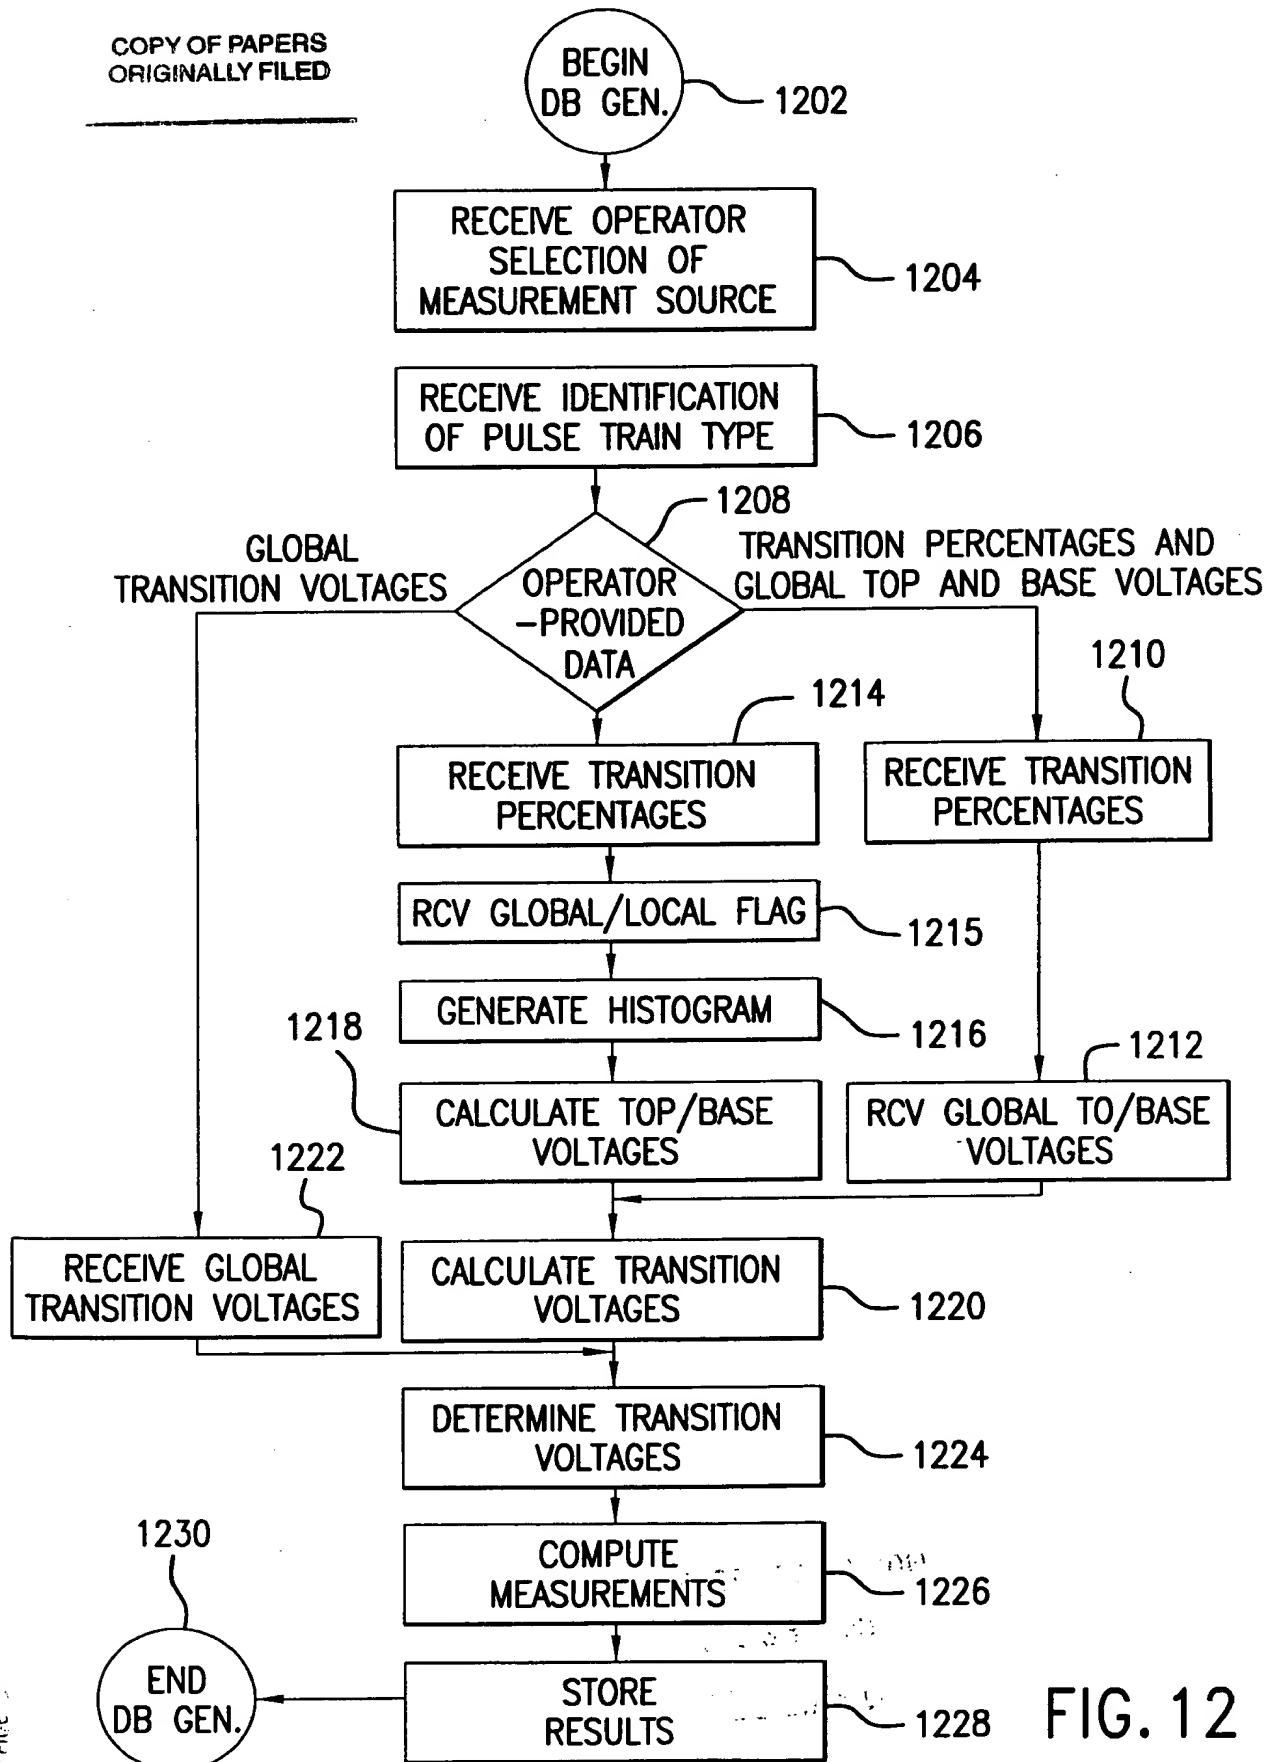 COPY OF PAPERS
ORIGINALLY FILED
BEGIN
DB GEN.
1202
RECEIVE OPERATOR
SELECTION OF
MEASUREMENT SOURCE
1204
RECEIVE IDENTIFICATION
OF PULSE TRAIN TYPE
1206
1208
GLOBAL
TRANSITION VOLTAGES
OPERATOR
-PROVIDED
DATA
TRANSITION PERCENTAGES AND
GLOBAL TOP AND BASE VOLTAGES
1210
1214
RECEIVE TRANSITION
PERCENTAGES
RECEIVE TRANSITION
PERCENTAGES
RCV GLOBAL/LOCAL FLAG
1215
GENERATE HISTOGRAM
1216
1218
1212
CALCULATE TOP/BASE
VOLTAGES
RCV GLOBAL TO/BASE
VOLTAGES
1222
RECEIVE GLOBAL
TRANSITION VOLTAGES
CALCULATE TRANSITION
VOLTAGES
1220
DETERMINE TRANSITION
VOLTAGES
1224
1230
COMPUTE
MEASUREMENTS
1226
END
DB GEN.
STORE
RESULTS
1228
FIG. 12